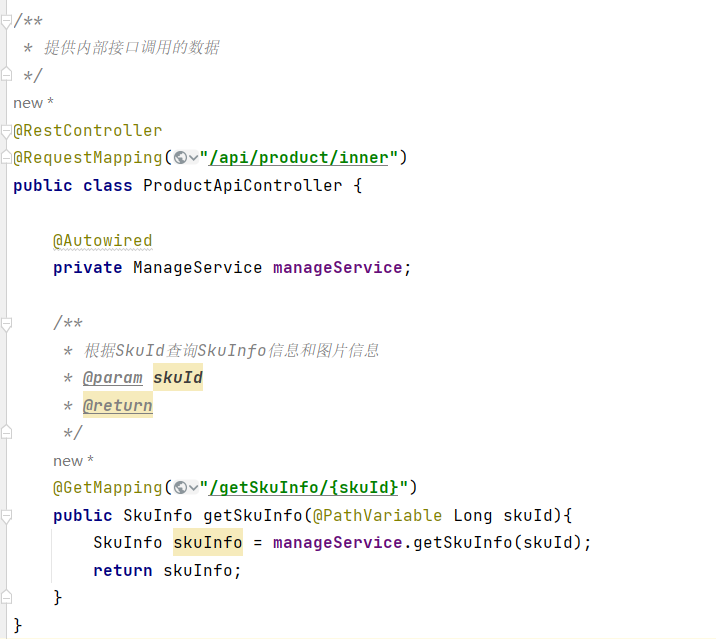 /**
 * 提供内部接口调用的数据
 */
new *
@RestController
@RequestMapping("/api/product/inner")
public class ProductApiController {
    @Autowired
    private ManageService manageService;
    /**
     * 根据SkuId查询SkuInfo信息和图片信息
     * @param skuId
     * @return
     */
    new *
    @GetMapping("/getSkuInfo/{skuId}")
    public SkuInfo getSkuInfo(@PathVariable Long skuId){
        SkuInfo skuInfo = manageService.getSkuInfo(skuId);
        return skuInfo;
    }
}